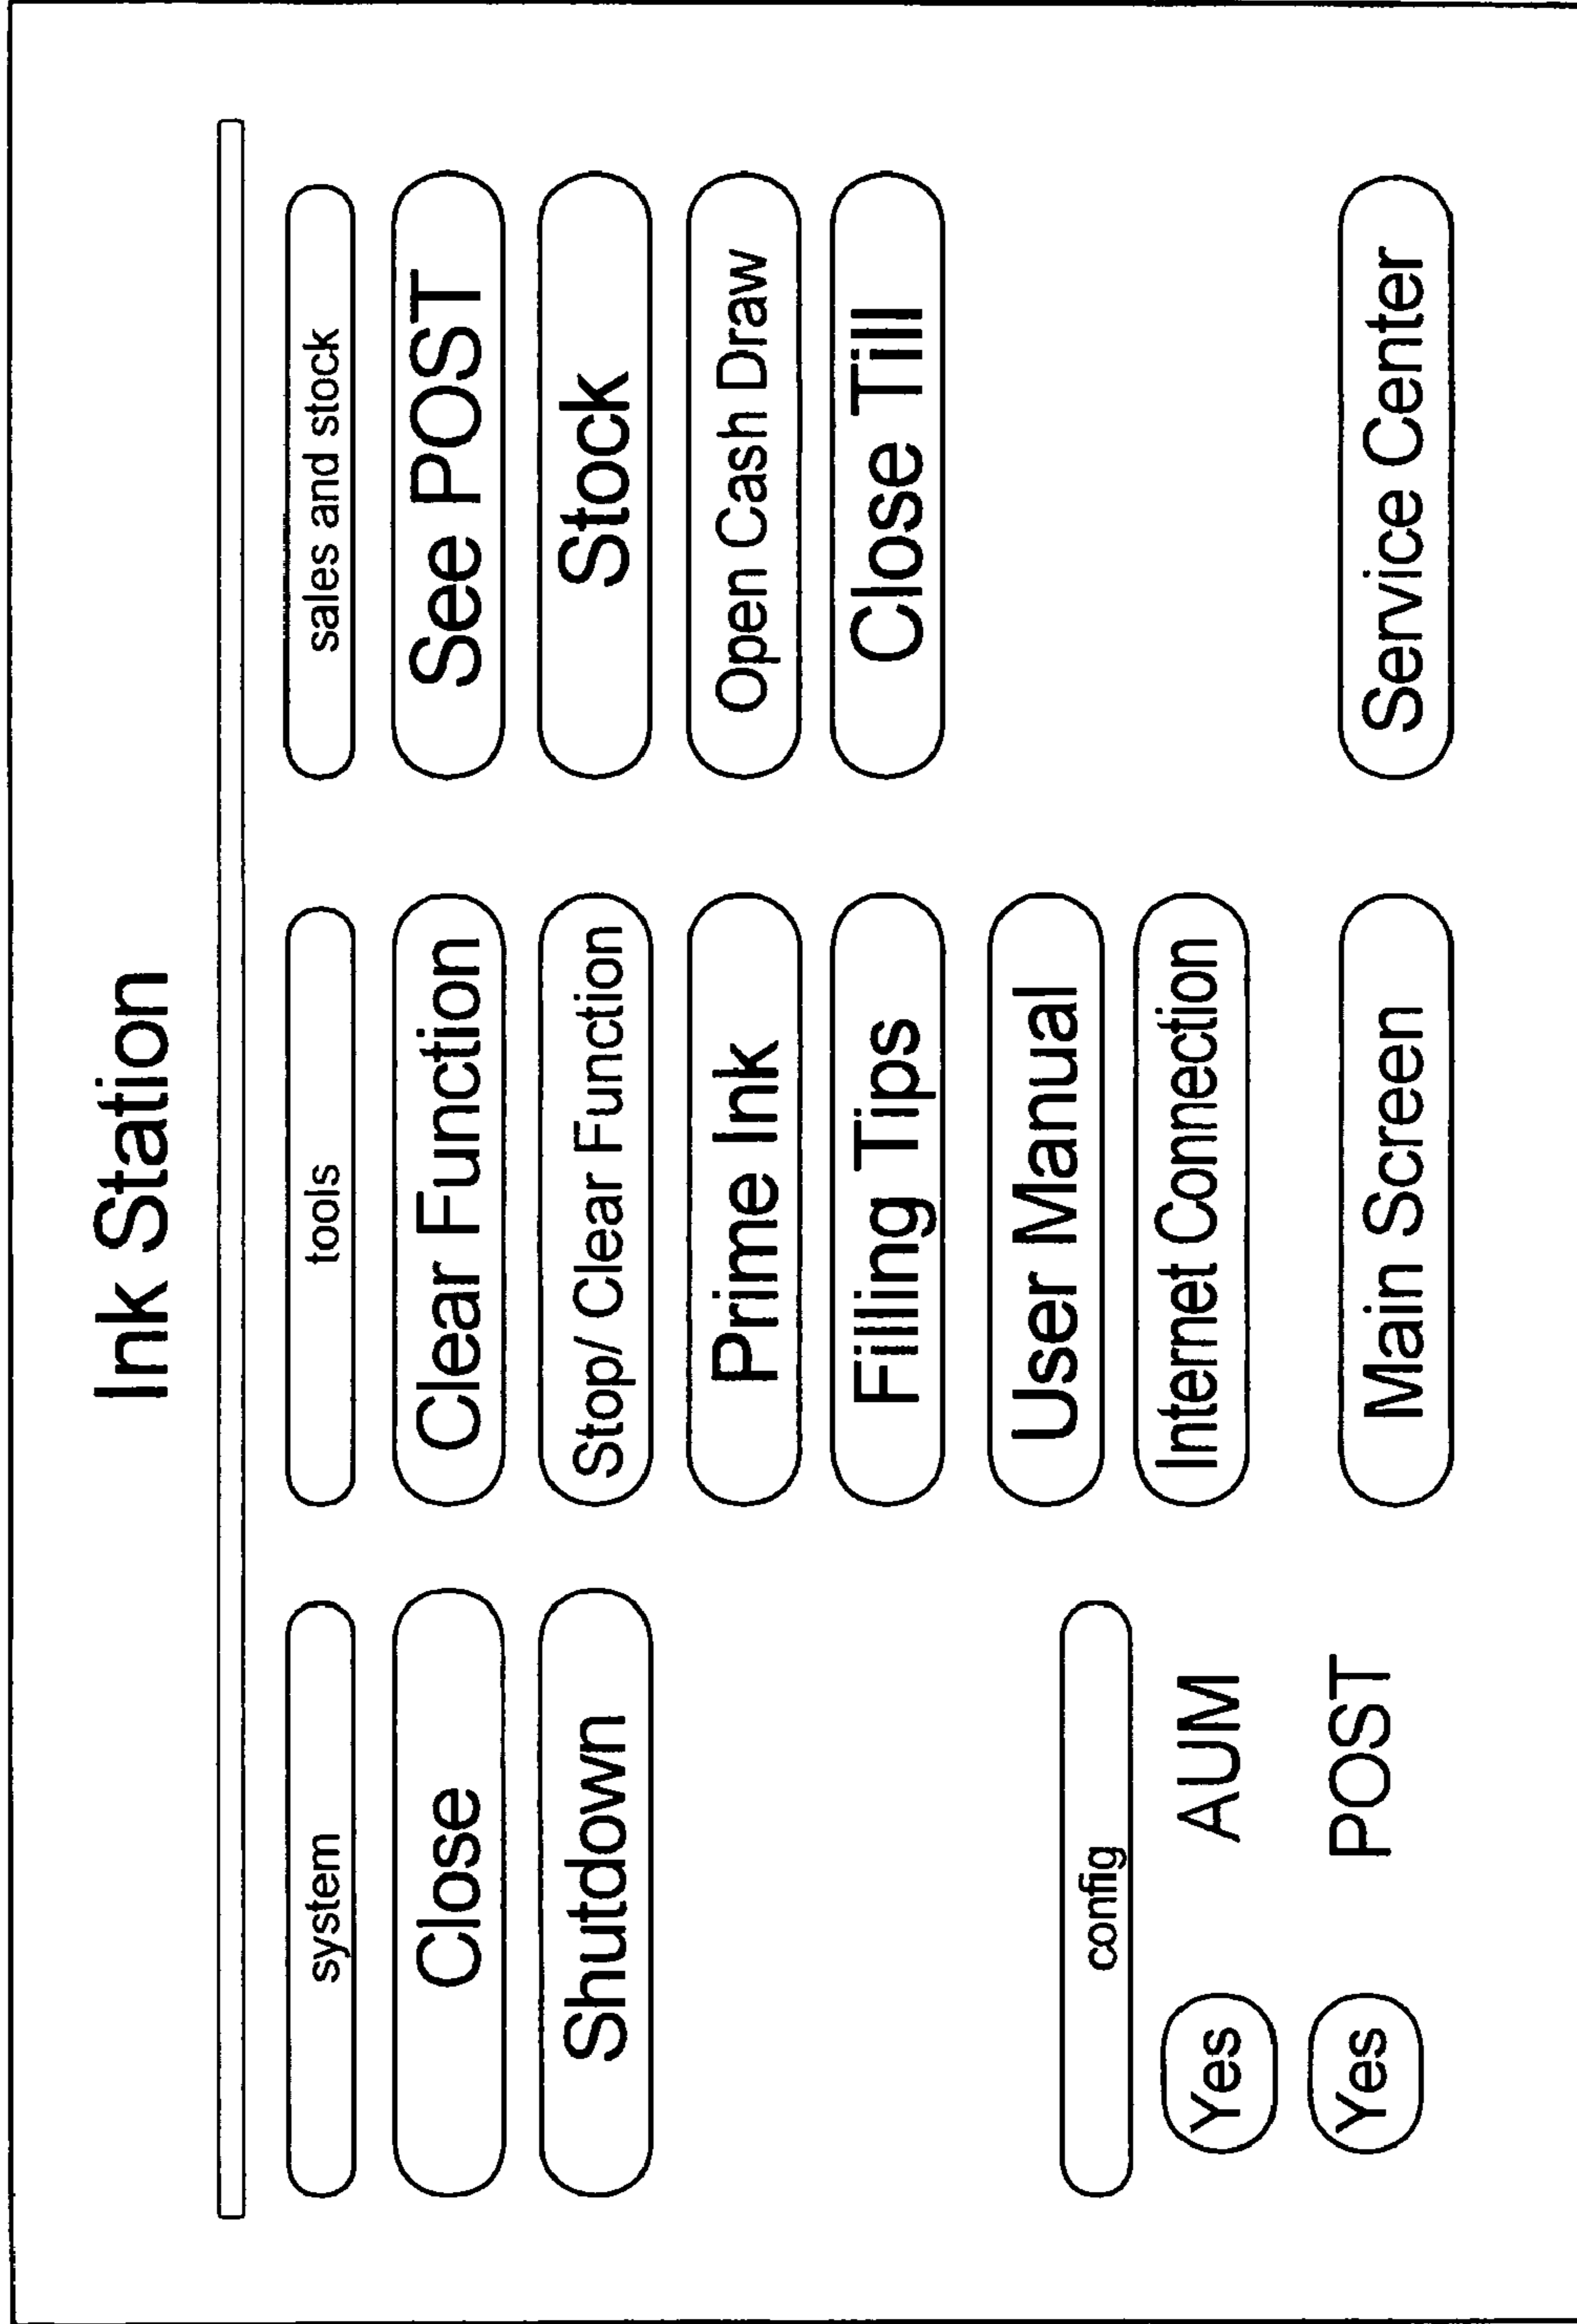 Ink Station
system
Close
Shutdown
config
Yes AUM
Yes POST
tools
Clear Function
Stop/ Clear Function
Prime Ink
Filling Tips
User Manual
Internet Connection
Main Screen
sales and stock
See POST
Stock
Open Cash Draw
Close Till
Service Center